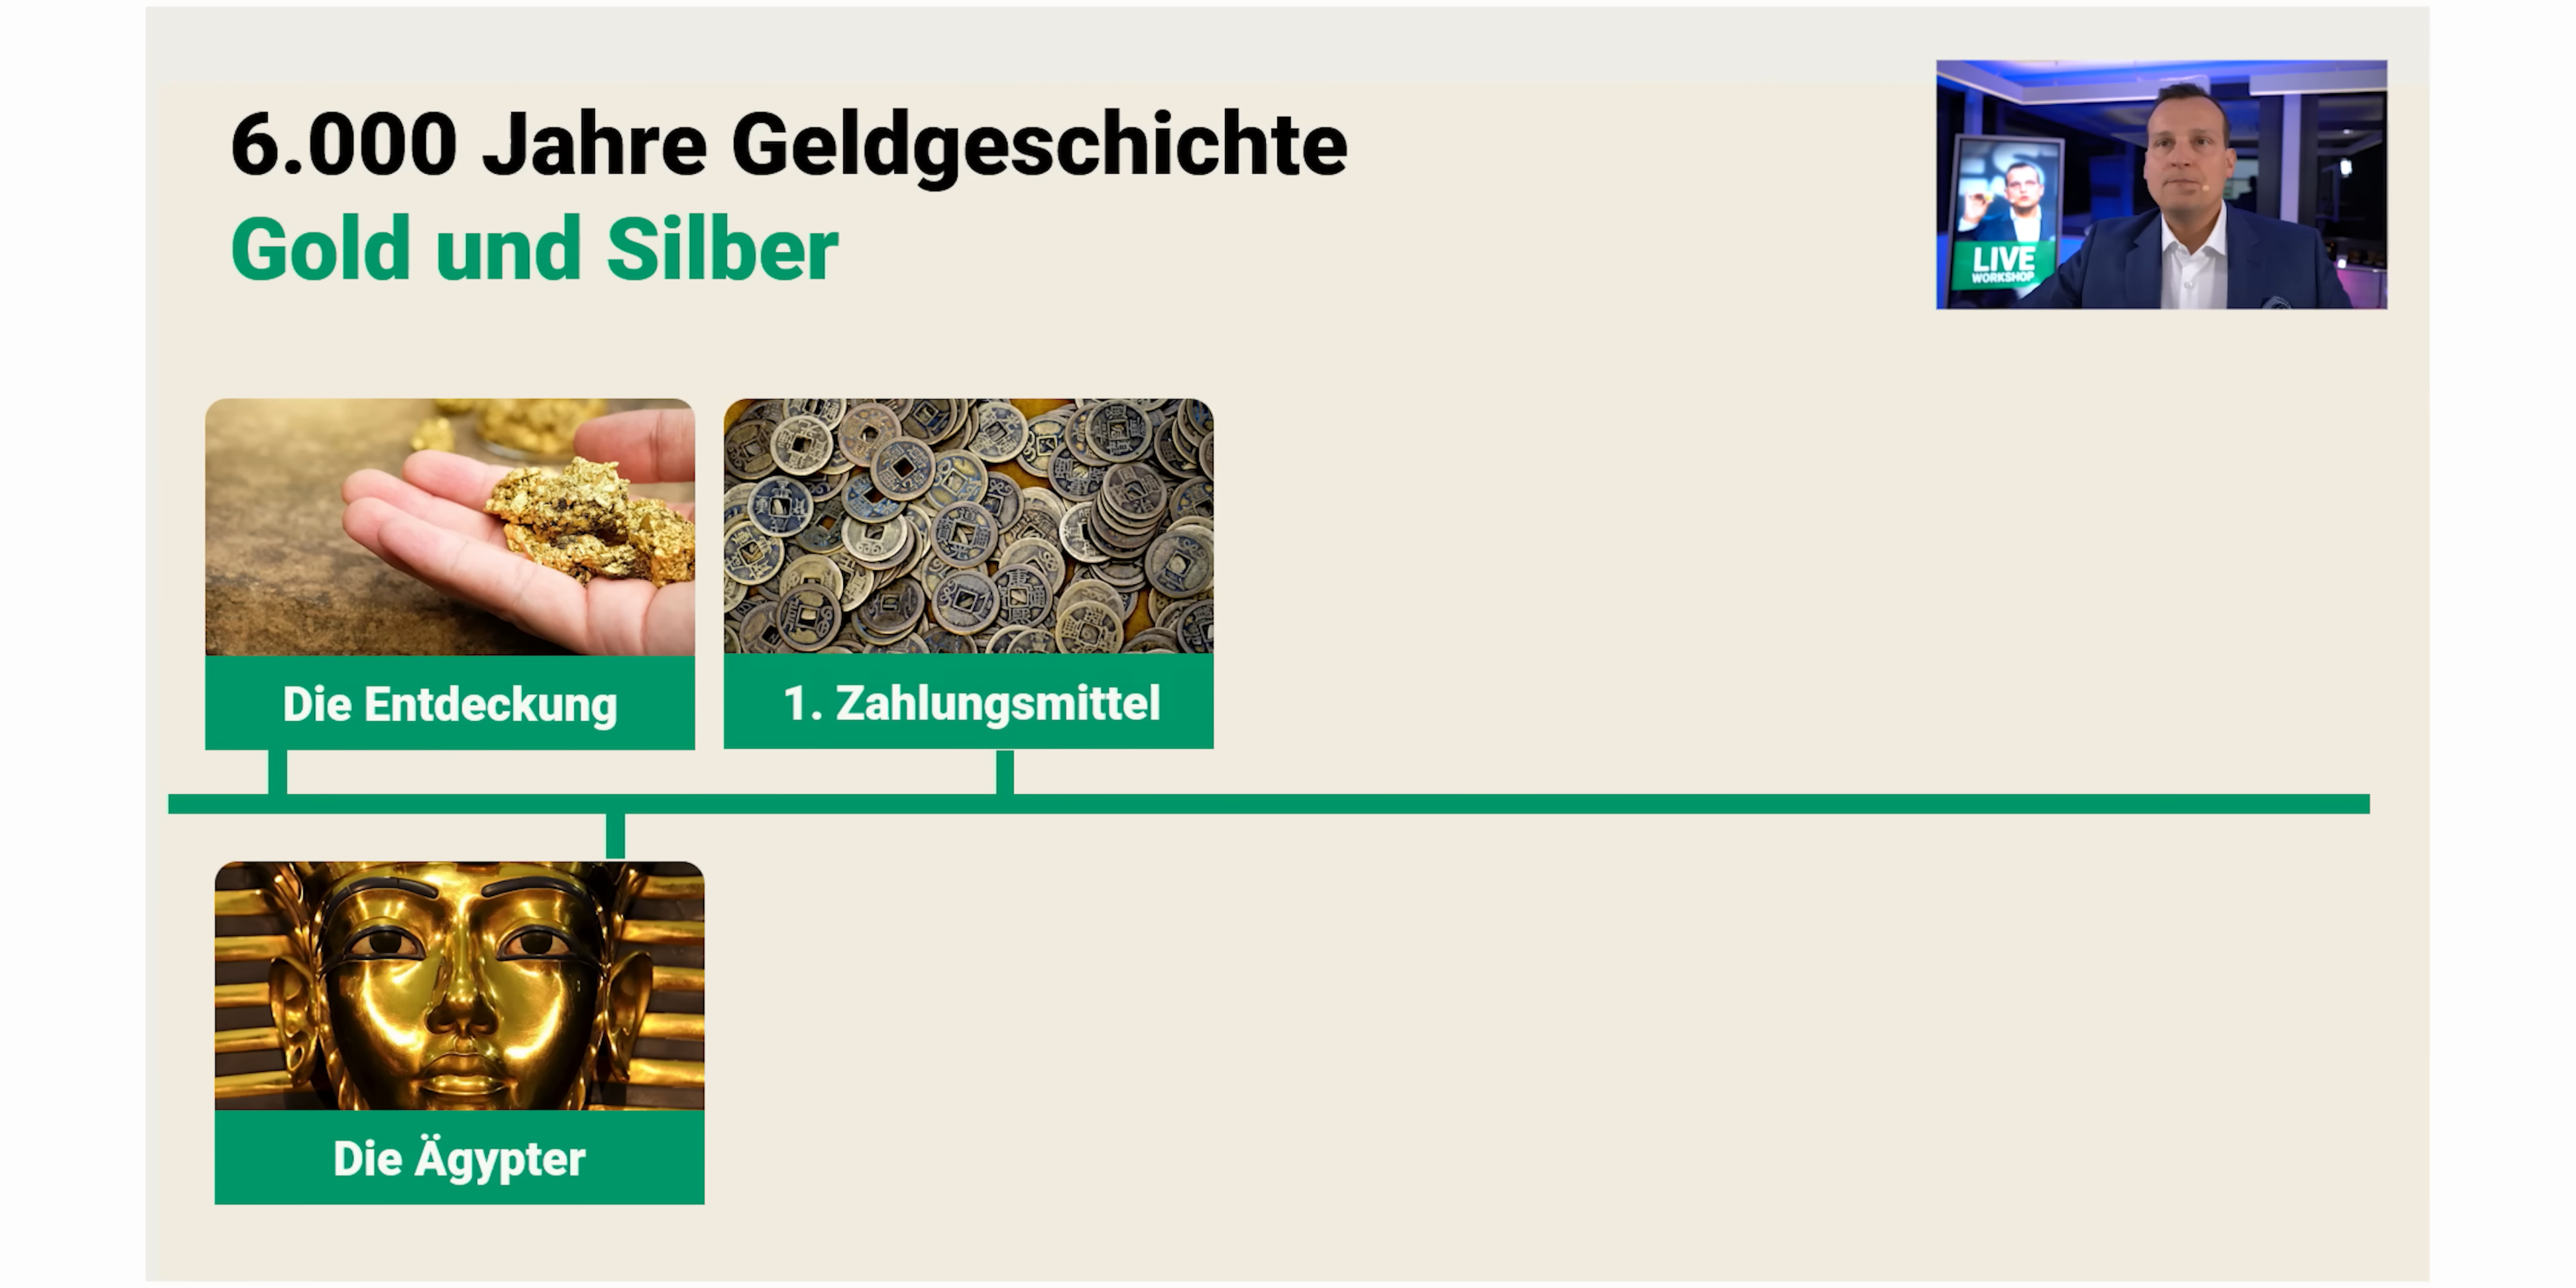 6.000 Jahre Geldgeschichte
Gold und Silber
LIVE
WORKSHOP
Die Entdeckung
1. Zahlungsmittel
Die Ägypter